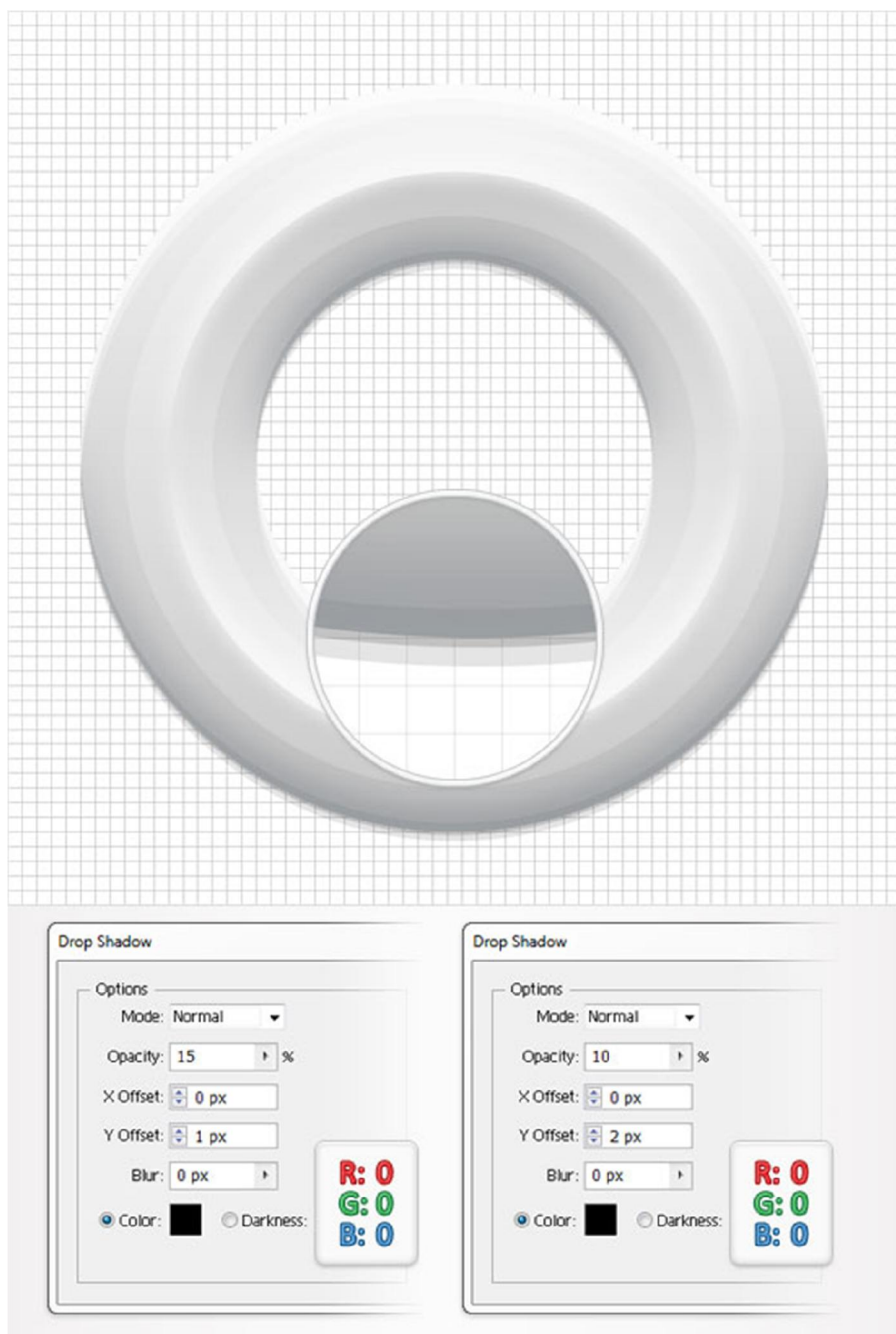 Drop Shadow
Options
Mode: Normal
Opacity: 15 %
X Offset: 0 px
Y Offset: 1 px
Blur: 0 px
Color: Darkness:
R: 0
G: 0
B: 0
Drop Shadow
Options
Mode: Normal
Opacity: 10 %
X Offset: 0 px
Y Offset: 2 px
Blur: 0 px
Color: Darkness:
R: 0
G: 0
B: 0